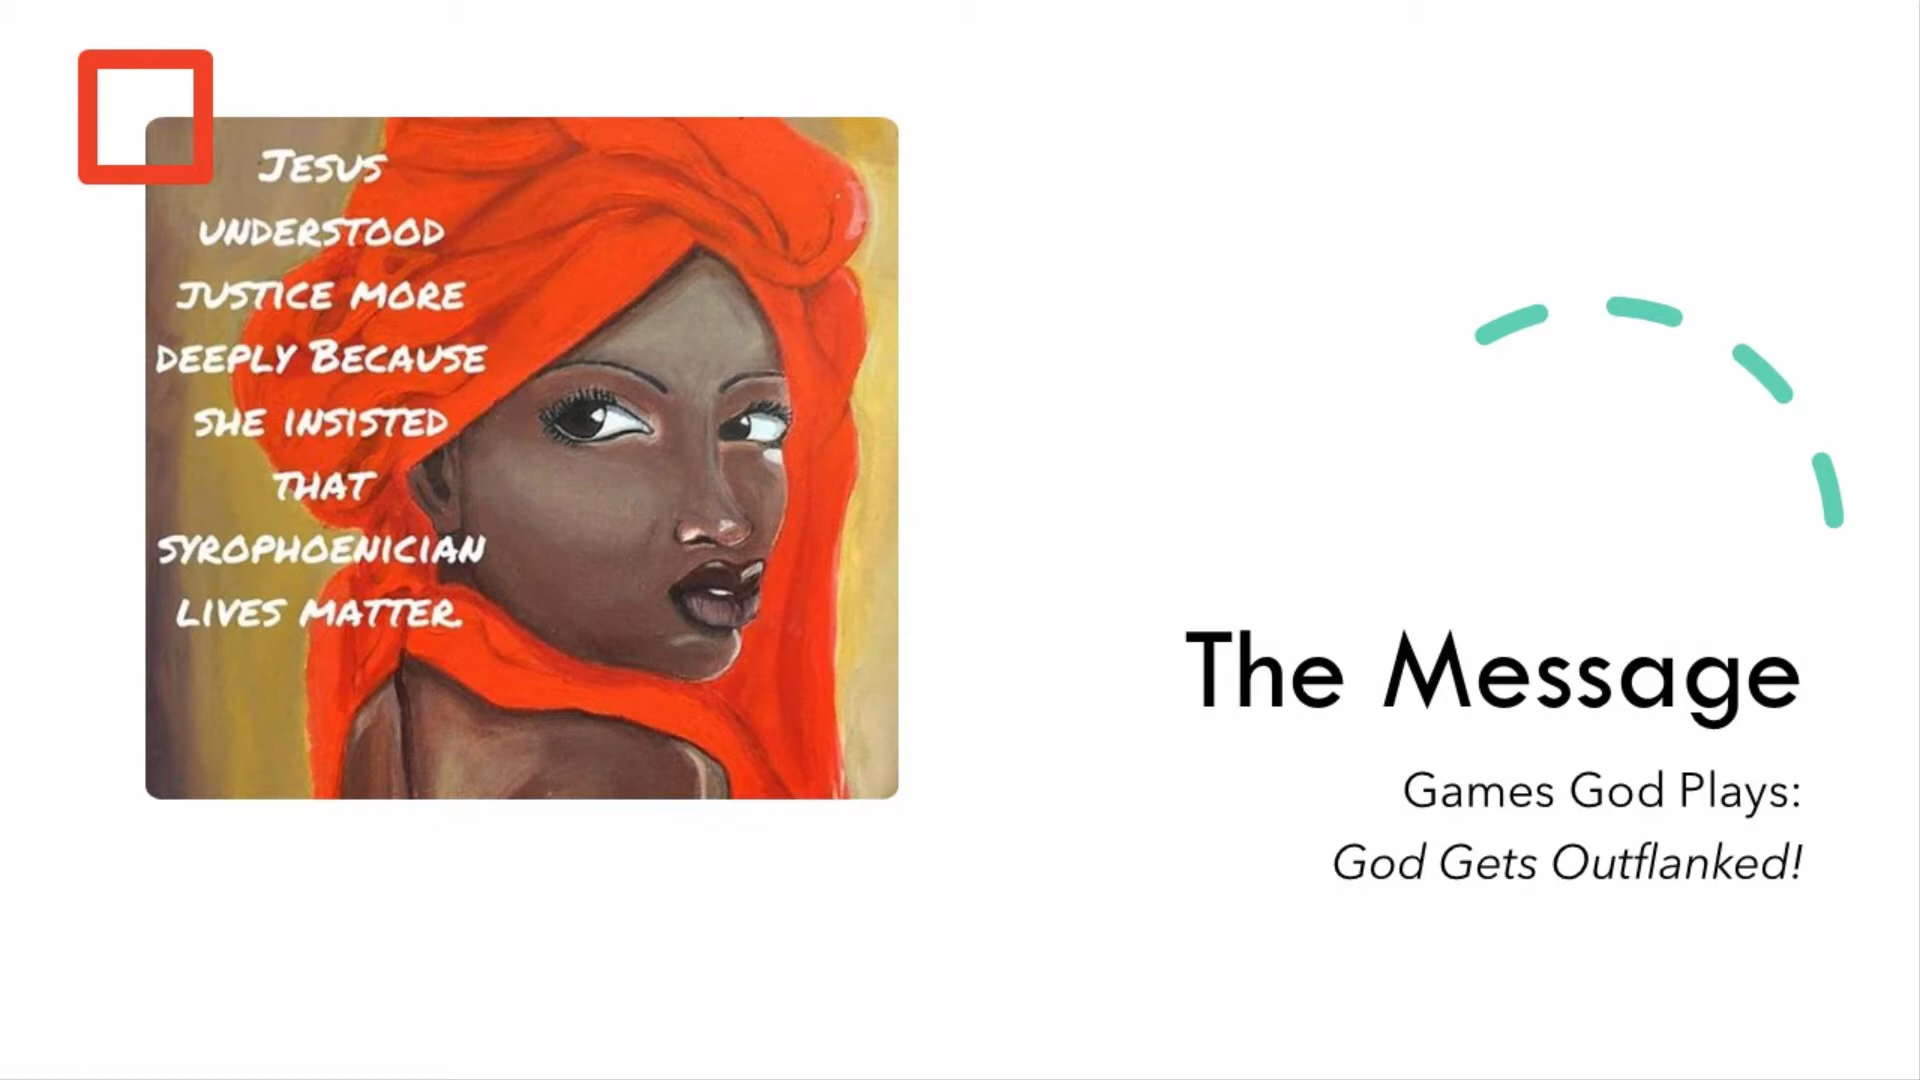 Jesus
understood
justice more
deeply Because
she insisted
that
Syrophoenician
lives matter.
The Message
Games God Plays:
God Gets Outflanked!